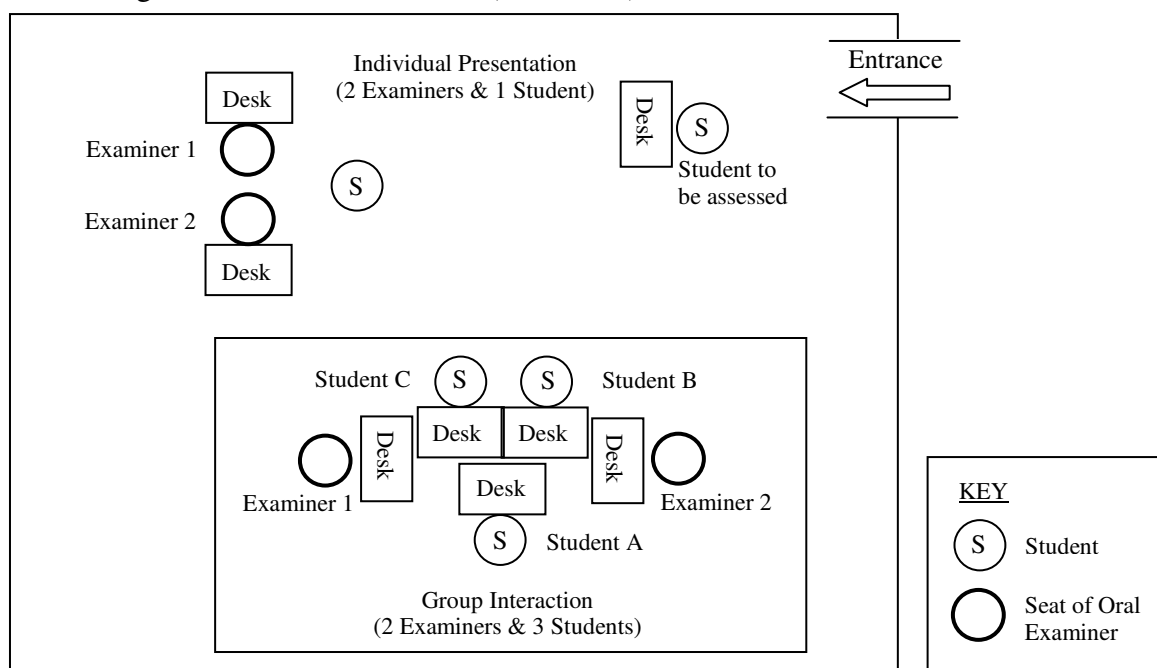 Individual Presentation
(2 Examiners & 1 Student)
Entrance
Desk
Examiner 1
S
Desk
S
Student to
be assessed
Examiner 2
Desk
Student C
S
S
Student B
Desk
Desk
Desk
Desk
Examiner 1
Desk
Examiner 2
S
Student A
Group Interaction
(2 Examiners & 3 Students)
KEY
S
Student
Seat of Oral
Examiner